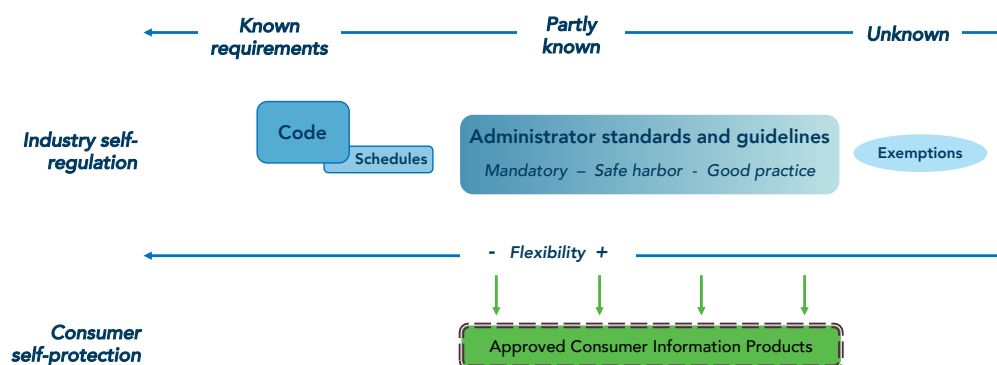 Known
requirements
Partly
known
Unknown
Industry self-
regulation
Code
Schedules
Administrator standards and guidelines
Mandatory – Safe harbor - Good practice
Exemptions
- Flexibility +
Consumer
self-protection
Approved Consumer Information Products